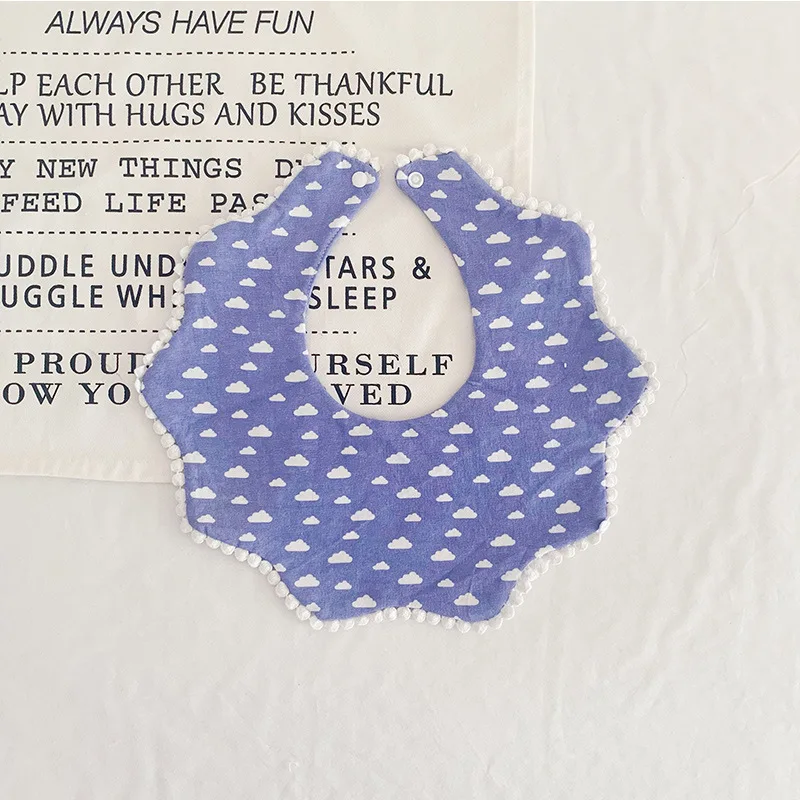 ALWAYS HAVE FUN
LP EACH OTHER BE THANKFUL
AY WITH HUGS AND KISSES
Y NEW THINGS D
FEED LIFE PAS
UDDLE UND TARS &
UGGLE WH SLEEP
PROUD URSELF
OW YO VED